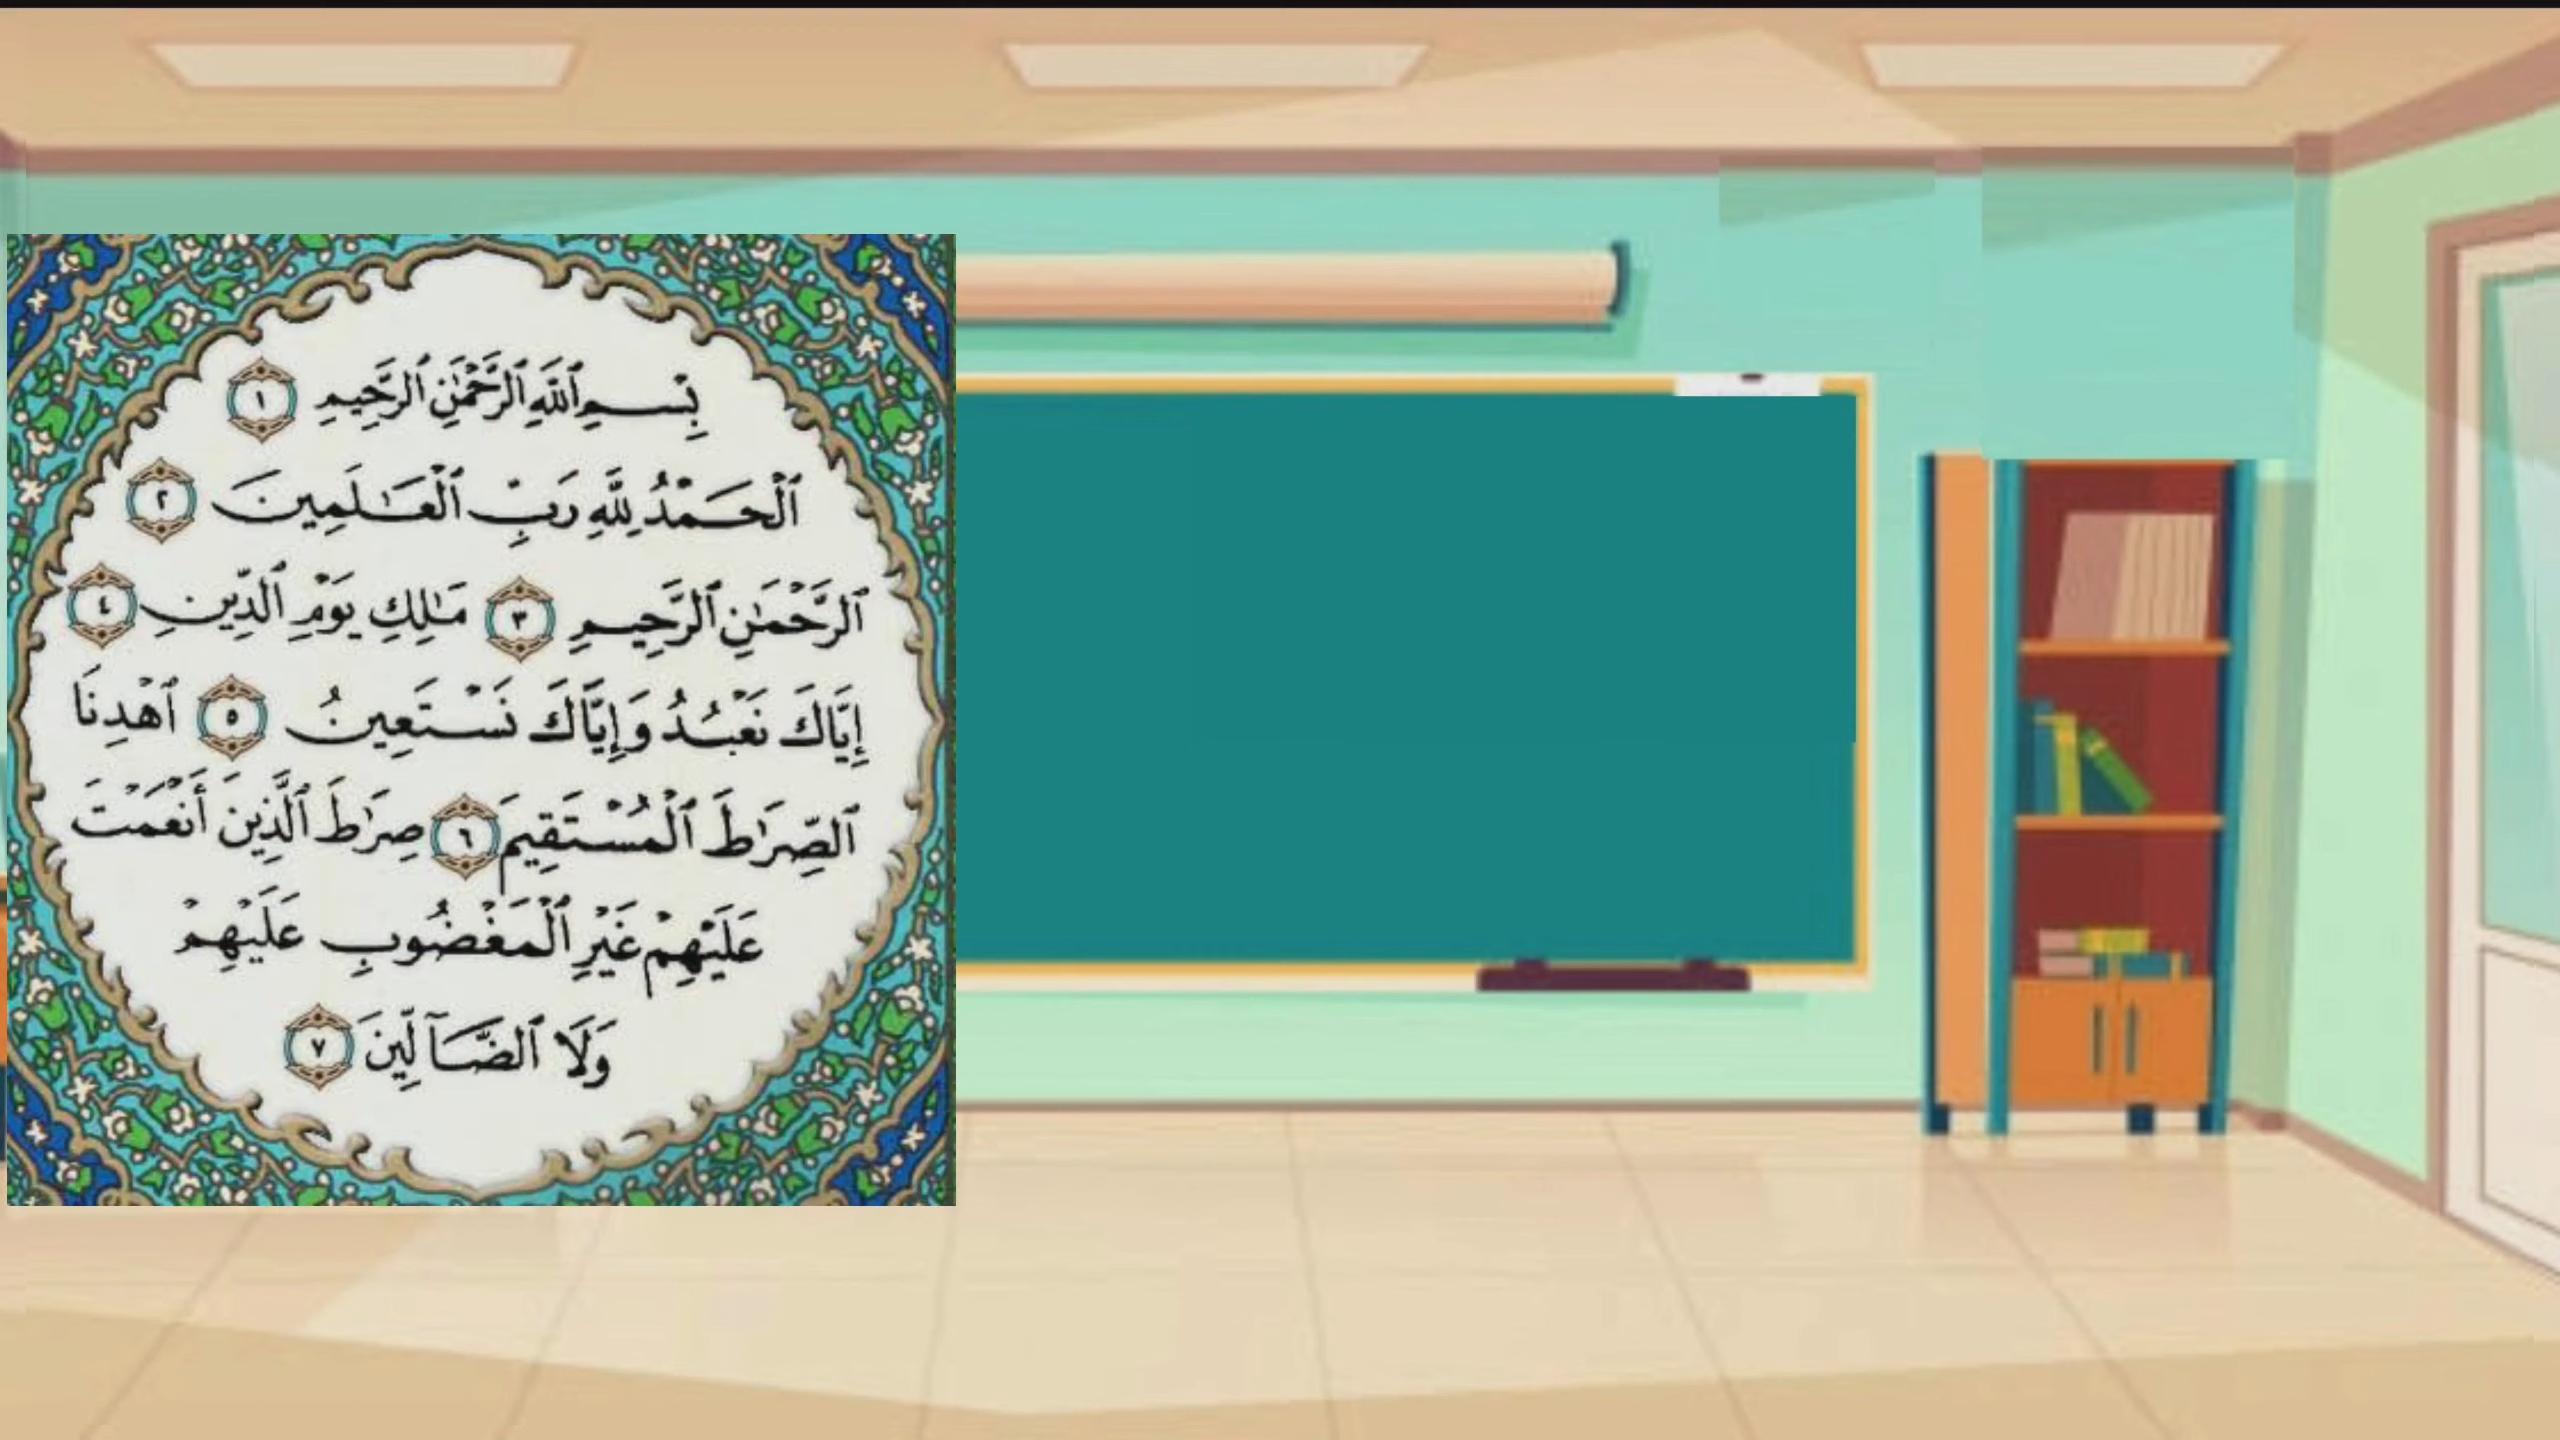 بِسْمِ ٱللَّهِ ٱلرَّحْمَٰنِ ٱلرَّحِيمِ ١
ٱلْحَمْدُ لِلَّهِ رَبِّ ٱلْعَـٰلَمِينَ ٢
ٱلرَّحْمَٰنِ ٱلرَّحِيمِ ٣ مَـٰلِكِ يَوْمِ ٱلدِّينِ ٤
إِيَّاكَ نَعْبُدُ وَإِيَّاكَ نَسْتَعِينُ ٥ ٱهْدِنَا
ٱلصِّرَٰطَ ٱلْمُسْتَقِيمَ ٦ صِرَٰطَ ٱلَّذِينَ أَنْعَمْتَ
عَلَيْهِمْ غَيْرِ ٱلْمَغْضُوبِ عَلَيْهِمْ
وَلَا ٱلضَّآلِّينَ ٧